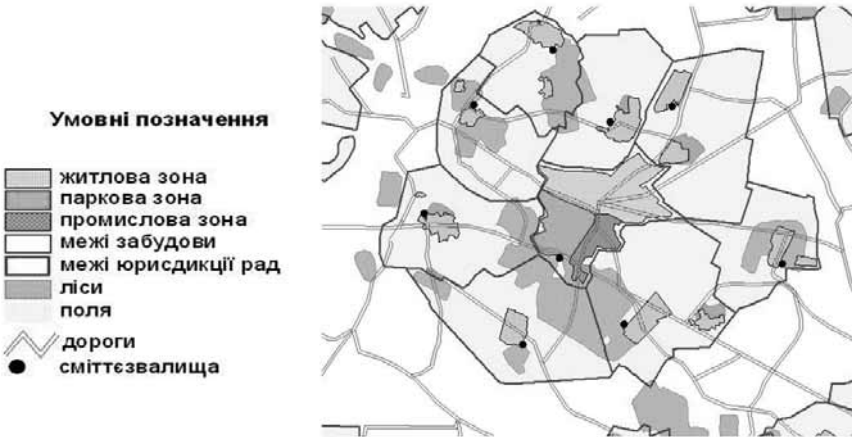 Умовні позначення
житлова зона
паркова зона
промислова зона
межі забудови
межі юрисдикції рад
ліси
поля
дороги
сміттєзвалища